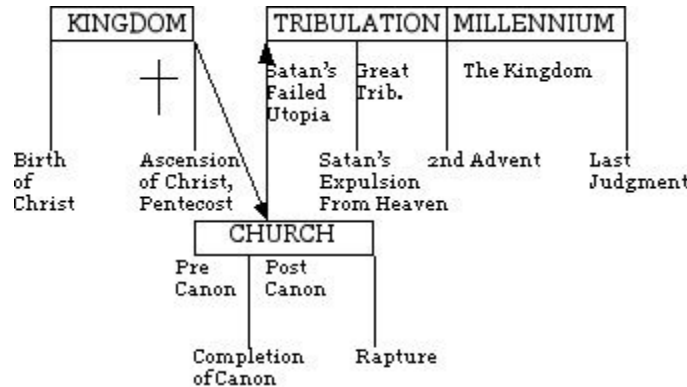 KINGDOM
TRIBULATION
MILLENNIUM
Satan's
Failed
Utopia
Great
Trib.
The Kingdom
Birth
of
Christ
Ascension
of Christ,
Pentecost
Satan's
Expulsion
From Heaven
2nd Advent
Last
Judgment
CHURCH
Pre
Canon
Post
Canon
Completion
of Canon
Rapture